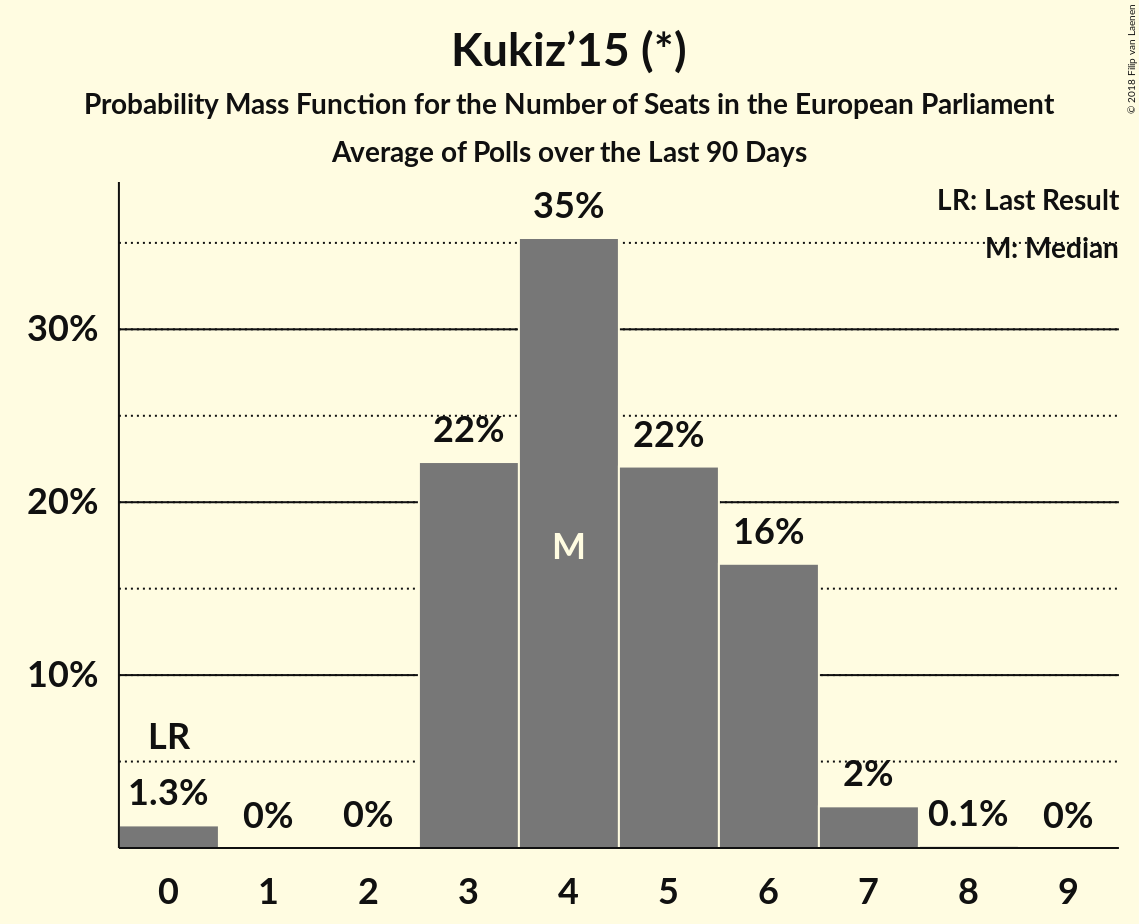 Kukiz’15 (*)
Probability Mass Function for the Number of Seats in the European Parliament
Average of Polls over the Last 90 Days
© 2018 Filip van Laenen
LR: Last Result
M: Median
35%
30%
22%
22%
20%
16%
M
10%
LR
1.3%
0%
0%
2%
0.1%
0%
0 1 2 3 4 5 6 7 8 9